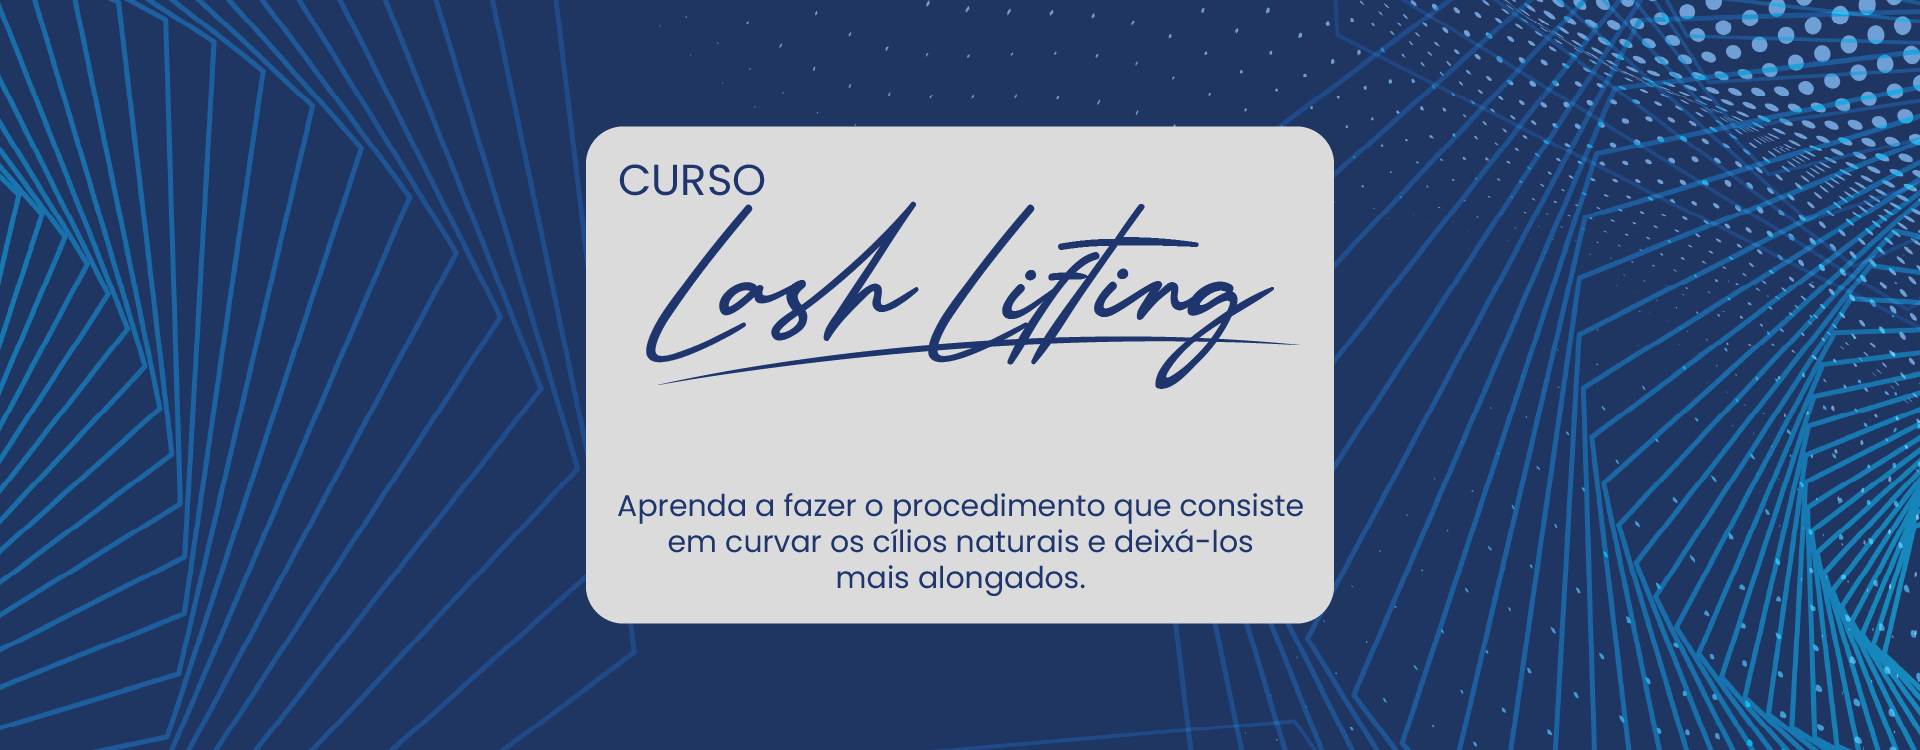 CURSO
Lash Lifting
Aprenda a fazer o procedimento que consiste
em curvar os cílios naturais e deixá-los
mais alongados.